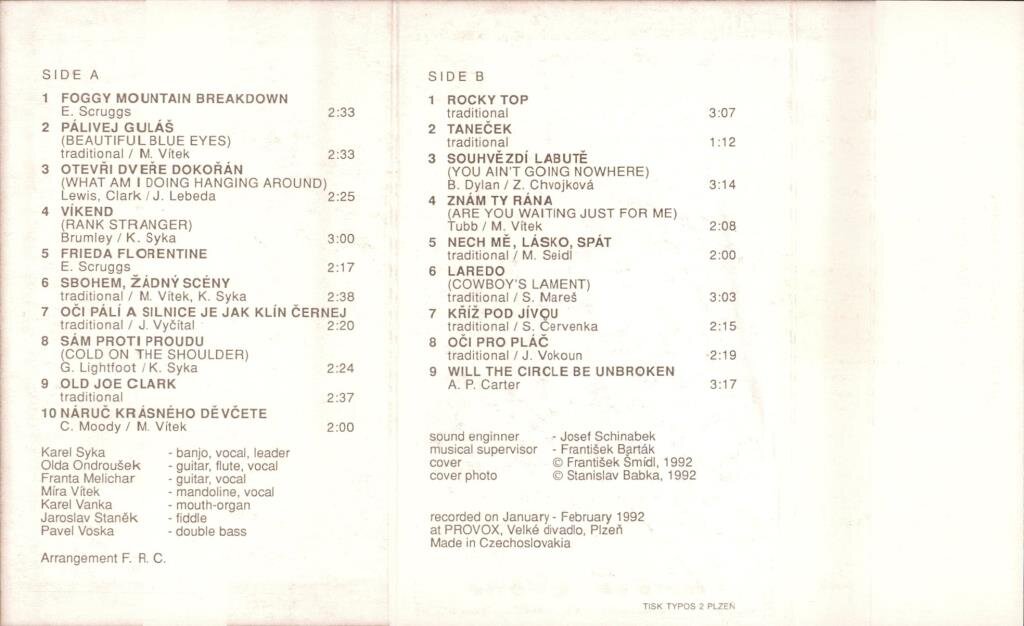 SIDE A
1 FOGGY MOUNTAIN BREAKDOWN
E. Scruggs 2:33
2 PÁLIVEJ GULÁŠ
(BEAUTIFUL BLUE EYES)
traditional / M. Vítek 2:33
3 OTEVŘI DVEŘE DOKOŘÁN
(WHAT AM I DOING HANGING AROUND)
Lewis, Clark / J. Lebeda 2:25
4 VÍKEND
(RANK STRANGER)
Brumley / K. Syka 3:00
5 FRIEDA FLORENTINE
E. Scruggs 2:17
6 SBOHEM, ŽÁDNÝ SCÉNY
traditional / M. Vítek, K. Syka 2:38
7 OČI PÁLÍ A SILNICE JE JAK KLÍN ČERNEJ
traditional / J. Vyčítal 2:20
8 SÁM PROTI PROUDU
(COLD ON THE SHOULDER)
G. Lightfoot / K. Syka 2:24
9 OLD JOE CLARK
traditional 2:37
10 NÁRUČ KRÁSNÉHO DĚVČETE
C. Moody / M. Vítek 2:00
Karel Syka - banjo, vocal, leader
Olda Ondroušek - guitar, flute, vocal
Franta Melichar - guitar, vocal
Míra Vítek - mandoline, vocal
Karel Vanka - mouth-organ
Jaroslav Staněk - fiddle
Pavel Voska - double bass
Arrangement F. R. C.
SIDE B
1 ROCKY TOP
traditional 3:07
2 TANEČEK
traditional 1:12
3 SOUHVĚZDÍ LABUTĚ
(YOU AIN'T GOING NOWHERE)
B. Dylan / Z. Chvojková 3:14
4 ZNÁM TY RÁNA
(ARE YOU WAITING JUST FOR ME)
Tubb / M. Vítek 2:08
5 NECH MĚ, LÁSKO, SPÁT
traditional / M. Seidl 2:00
6 LAREDO
(COWBOY'S LAMENT)
traditional / S. Mareš 3:03
7 KŘÍŽ POD JÍVOU
traditional / S. Červenka 2:15
8 OČI PRO PLÁČ
traditional / J. Vokoun 2:19
9 WILL THE CIRCLE BE UNBROKEN
A. P. Carter 3:17
sound enginner - Josef Schinabek
musical supervisor - František Barták
cover © František Šmídl, 1992
cover photo © Stanislav Babka, 1992
recorded on January - February 1992
at PROVOX, Velké divadlo, Plzeň
Made in Czechoslovakia
TISK TYPOS 2 PLZEŇ